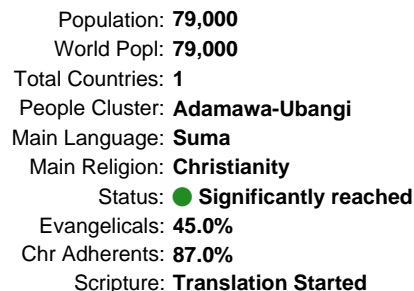 Population: 79,000
World Popl: 79,000
Total Countries: 1
People Cluster: Adamawa-Ubangi
Main Language: Suma
Main Religion: Christianity
Status: Significantly reached
Evangelicals: 45.0%
Chr Adherents: 87.0%
Scripture: Translation Started